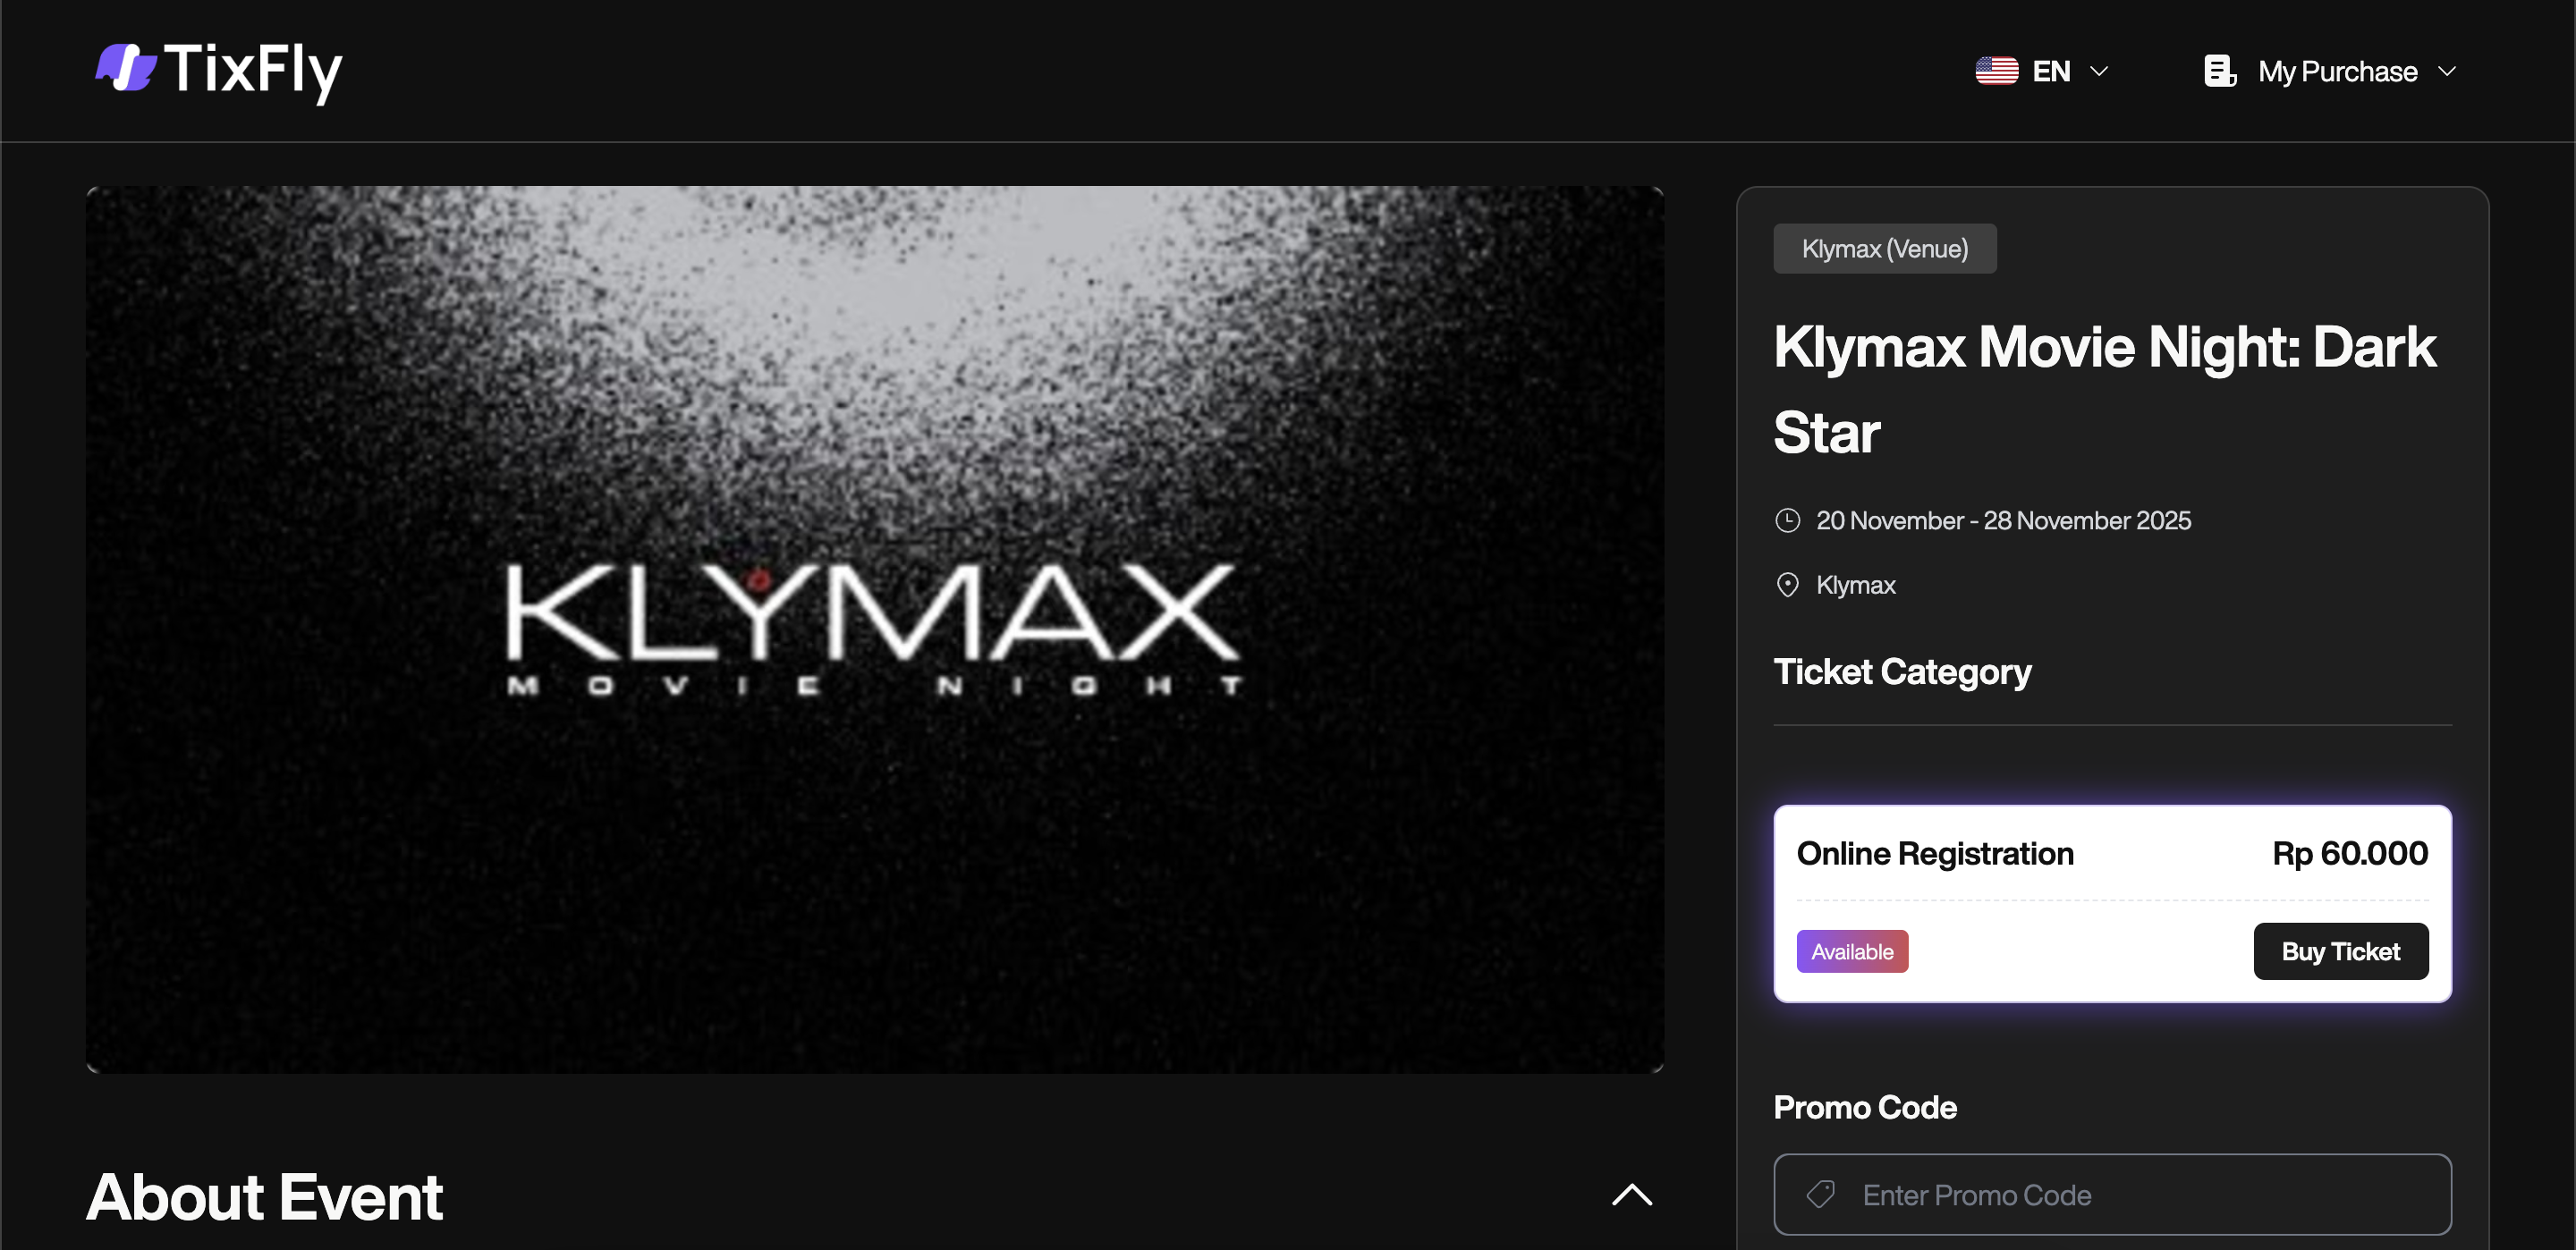 TixFly
EN
My Purchase
KLYMAX
MOVIE NIGHT
Klymax (Venue)
Klymax Movie Night: Dark
Star
20 November - 28 November 2025
Klymax
Ticket Category
Online Registration
Rp 60.000
Available
Buy Ticket
Promo Code
Enter Promo Code
About Event